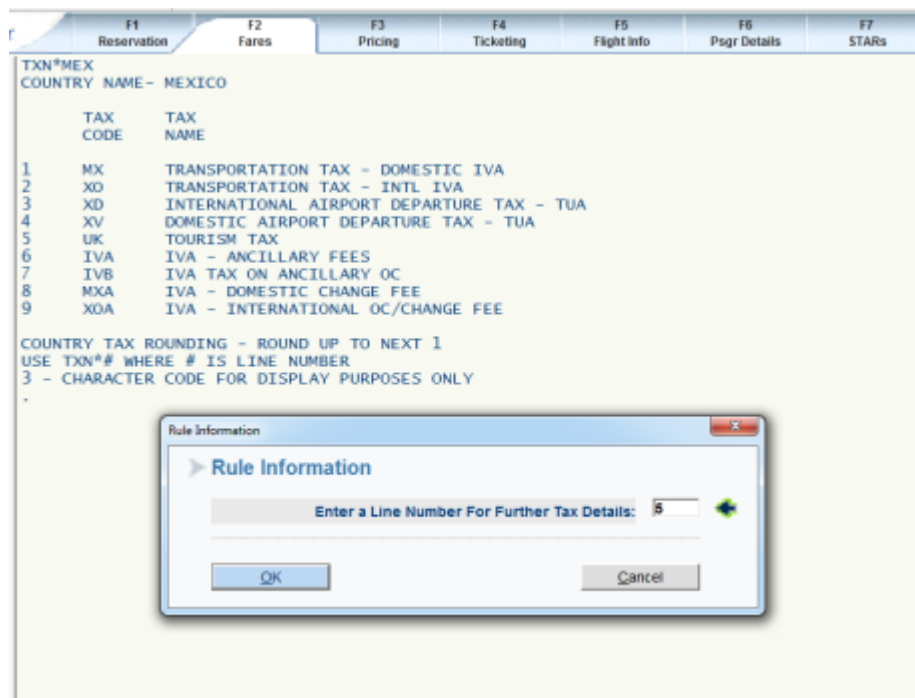 F1 F2 F3 F4 F5 F6 F7
Reservation Fares Pricing Ticketing Flight Info Psgr Details STARs
TXN*MEX
COUNTRY NAME- MEXICO
TAX TAX
CODE NAME
1 MX TRANSPORTATION TAX - DOMESTIC IVA
2 XO TRANSPORTATION TAX - INTL IVA
3 XD INTERNATIONAL AIRPORT DEPARTURE TAX - TUA
4 XV DOMESTIC AIRPORT DEPARTURE TAX - TUA
5 UK TOURISM TAX
6 IVA IVA - ANCILLARY FEES
7 IVB IVA TAX ON ANCILLARY OC
8 MXA IVA - DOMESTIC CHANGE FEE
9 XOA IVA - INTERNATIONAL OC/CHANGE FEE
COUNTRY TAX ROUNDING - ROUND UP TO NEXT 1
USE TXN*# WHERE # IS LINE NUMBER
3 - CHARACTER CODE FOR DISPLAY PURPOSES ONLY
.
Rule Information
Rule Information
Enter a Line Number For Further Tax Details:
OK Cancel